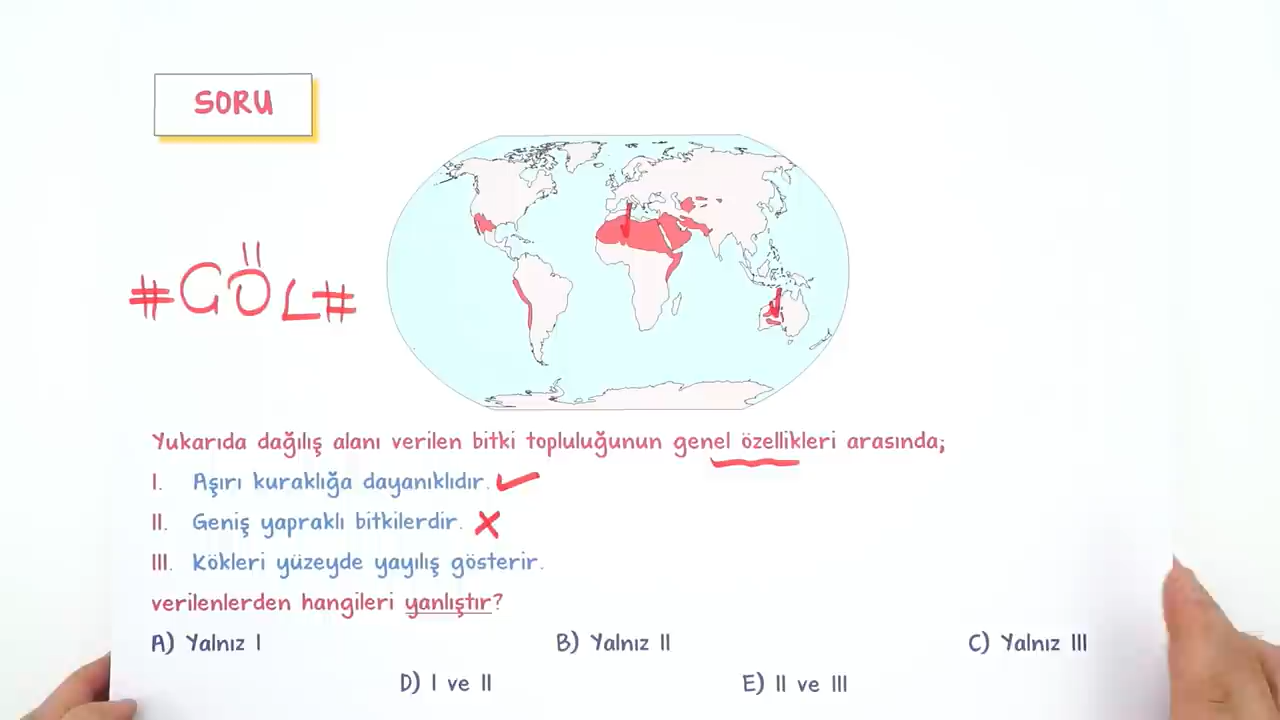 SORU
#GÖL#
Yukarıda dağılış alanı verilen bitki topluluğunun genel özellikleri arasında;
I. Aşırı kuraklığa dayanıklıdır.
II. Geniş yapraklı bitkilerdir.
III. Kökleri yüzeyde yayılış gösterir.
verilenlerden hangileri yanlıştır?
A) Yalnız I
B) Yalnız II
C) Yalnız III
D) I ve II
E) II ve III